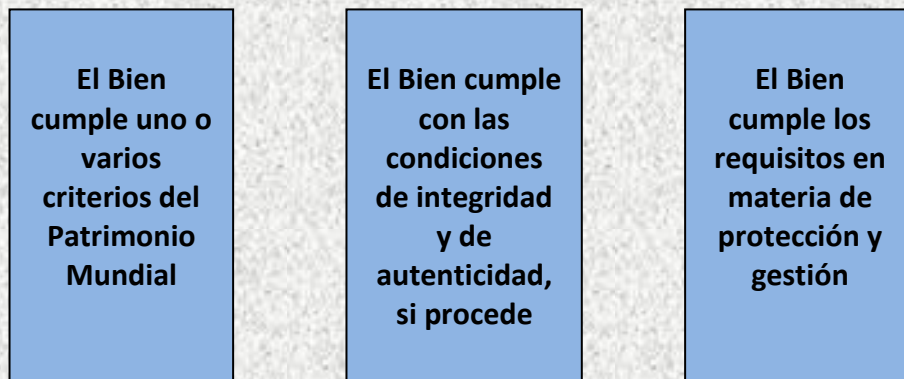 El Bien
cumple uno o
varios
criterios del
Patrimonio
Mundial
El Bien cumple
con las
condiciones
de integridad
y de
autenticidad,
si procede
El Bien
cumple los
requisitos en
materia de
protección y
gestión